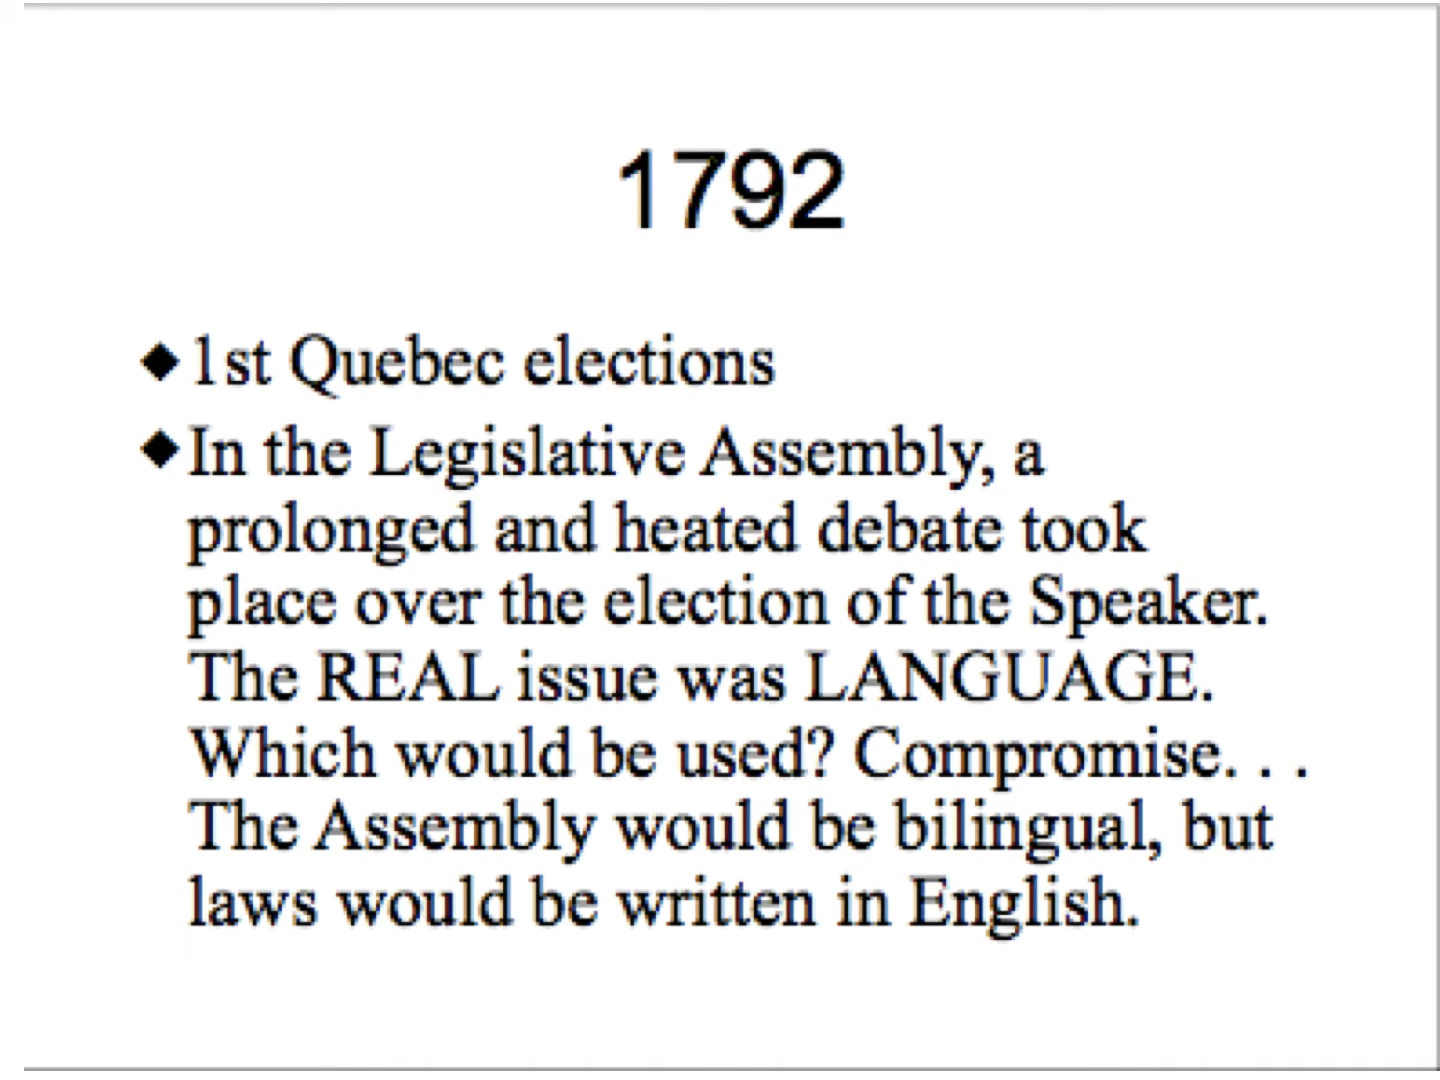 1792
◆1st Quebec elections
◆In the Legislative Assembly, a
prolonged and heated debate took
place over the election of the Speaker.
The REAL issue was LANGUAGE.
Which would be used? Compromise. . .
The Assembly would be bilingual, but
laws would be written in English.